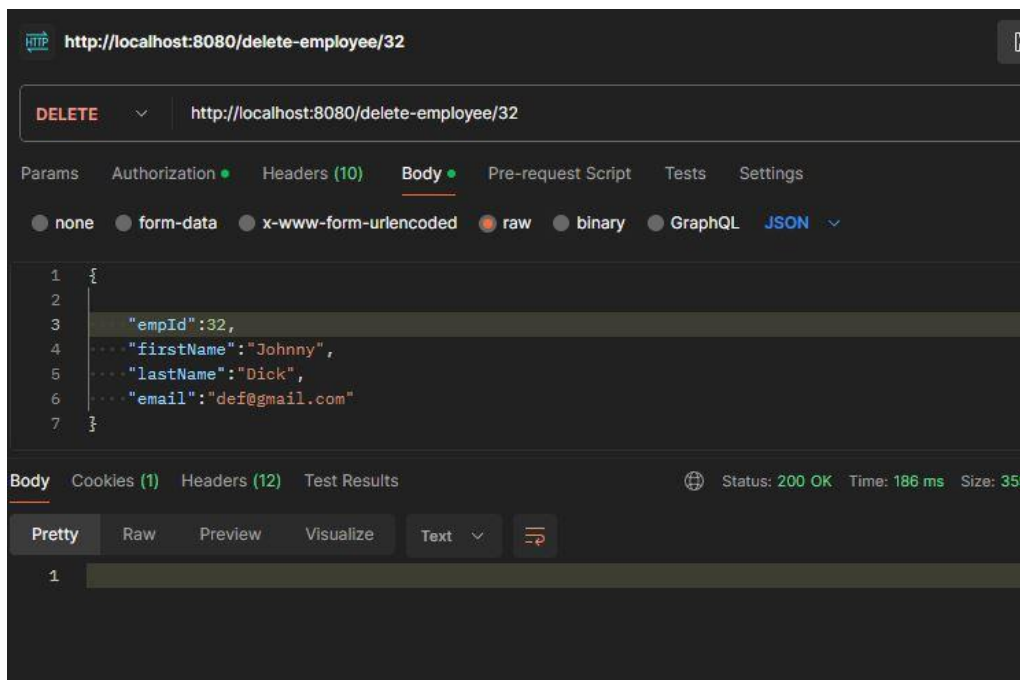 HTTP http://localhost:8080/delete-employee/32
DELETE http://localhost:8080/delete-employee/32
Params Authorization Headers (10) Body Pre-request Script Tests Settings
none form-data x-www-form-urlencoded raw binary GraphQL JSON
1 {
2
3 "empId":32,
4 "firstName":"Johnny",
5 "lastName":"Dick",
6 "email":"def@gmail.com"
7 }
Body Cookies (1) Headers (12) Test Results Status: 200 OK Time: 186 ms Size: 35
Pretty Raw Preview Visualize Text
1